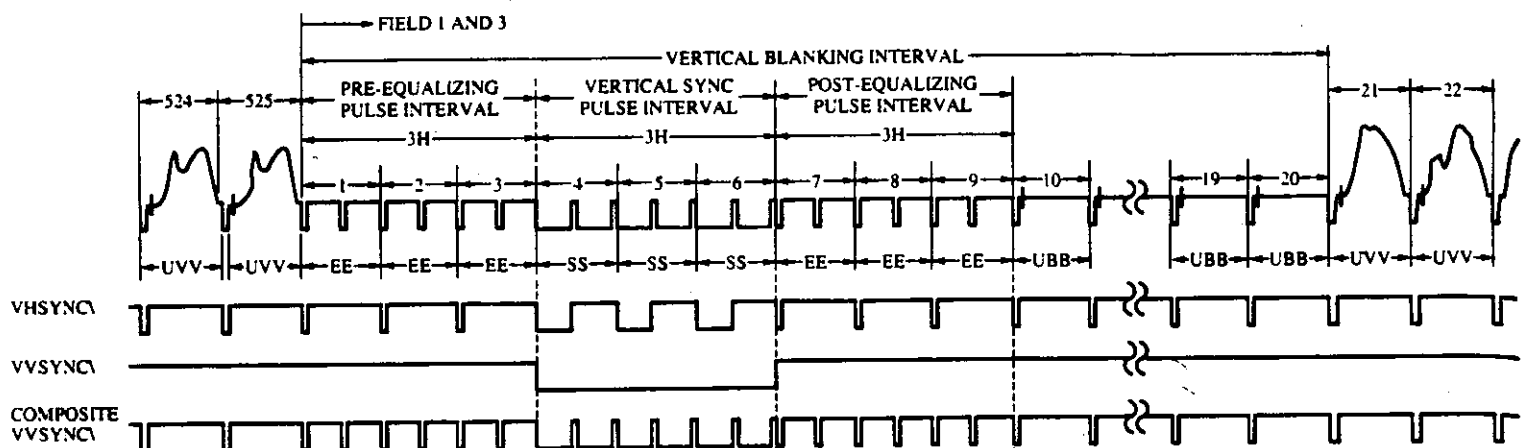 FIELD 1 AND 3
VERTICAL BLANKING INTERVAL
PRE-EQUALIZING
PULSE INTERVAL
VERTICAL SYNC
PULSE INTERVAL
POST-EQUALIZING
PULSE INTERVAL
524 525 3H 3H 3H 21 22
1 2 3 4 5 6 7 8 9 10 19 20
UVV UVV EE EE EE SS SS SS EE EE EE UBB UBB UBB UVV UVV
VHSYNC\
VVSYNC\
COMPOSITE
VVSYNC\